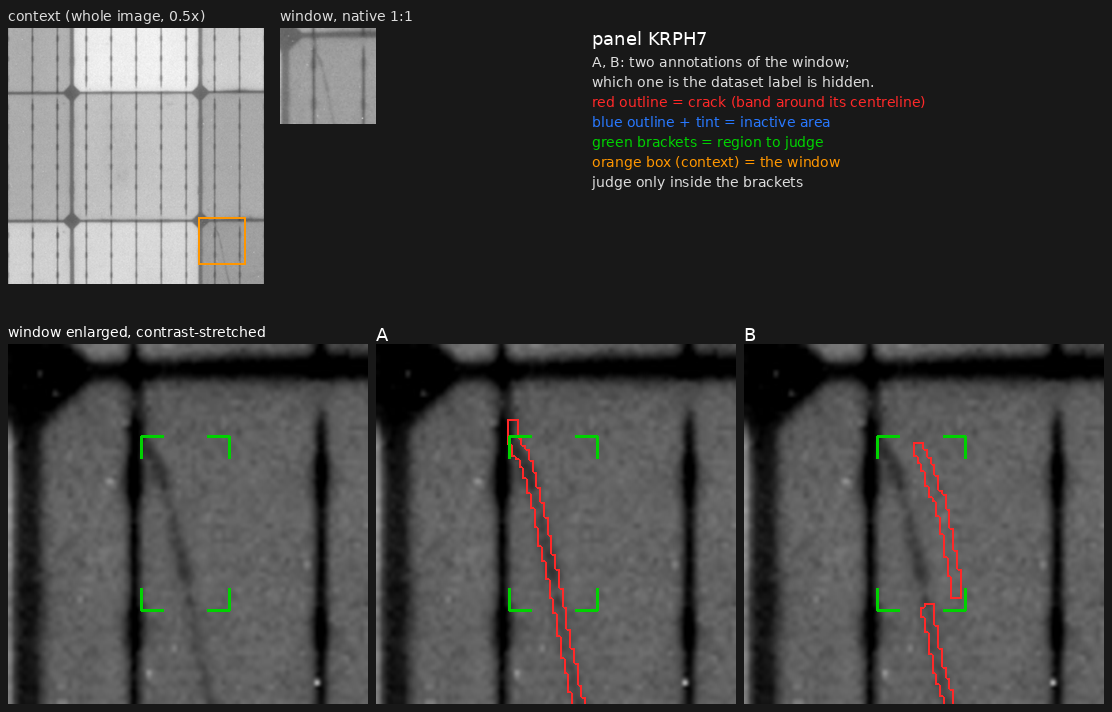 context (whole image, 0.5x)
window, native 1:1
panel KRPH7
A, B: two annotations of the window;
which one is the dataset label is hidden.
red outline = crack (band around its centreline)
blue outline + tint = inactive area
green brackets = region to judge
orange box (context) = the window
judge only inside the brackets
window enlarged, contrast-stretched
A
B